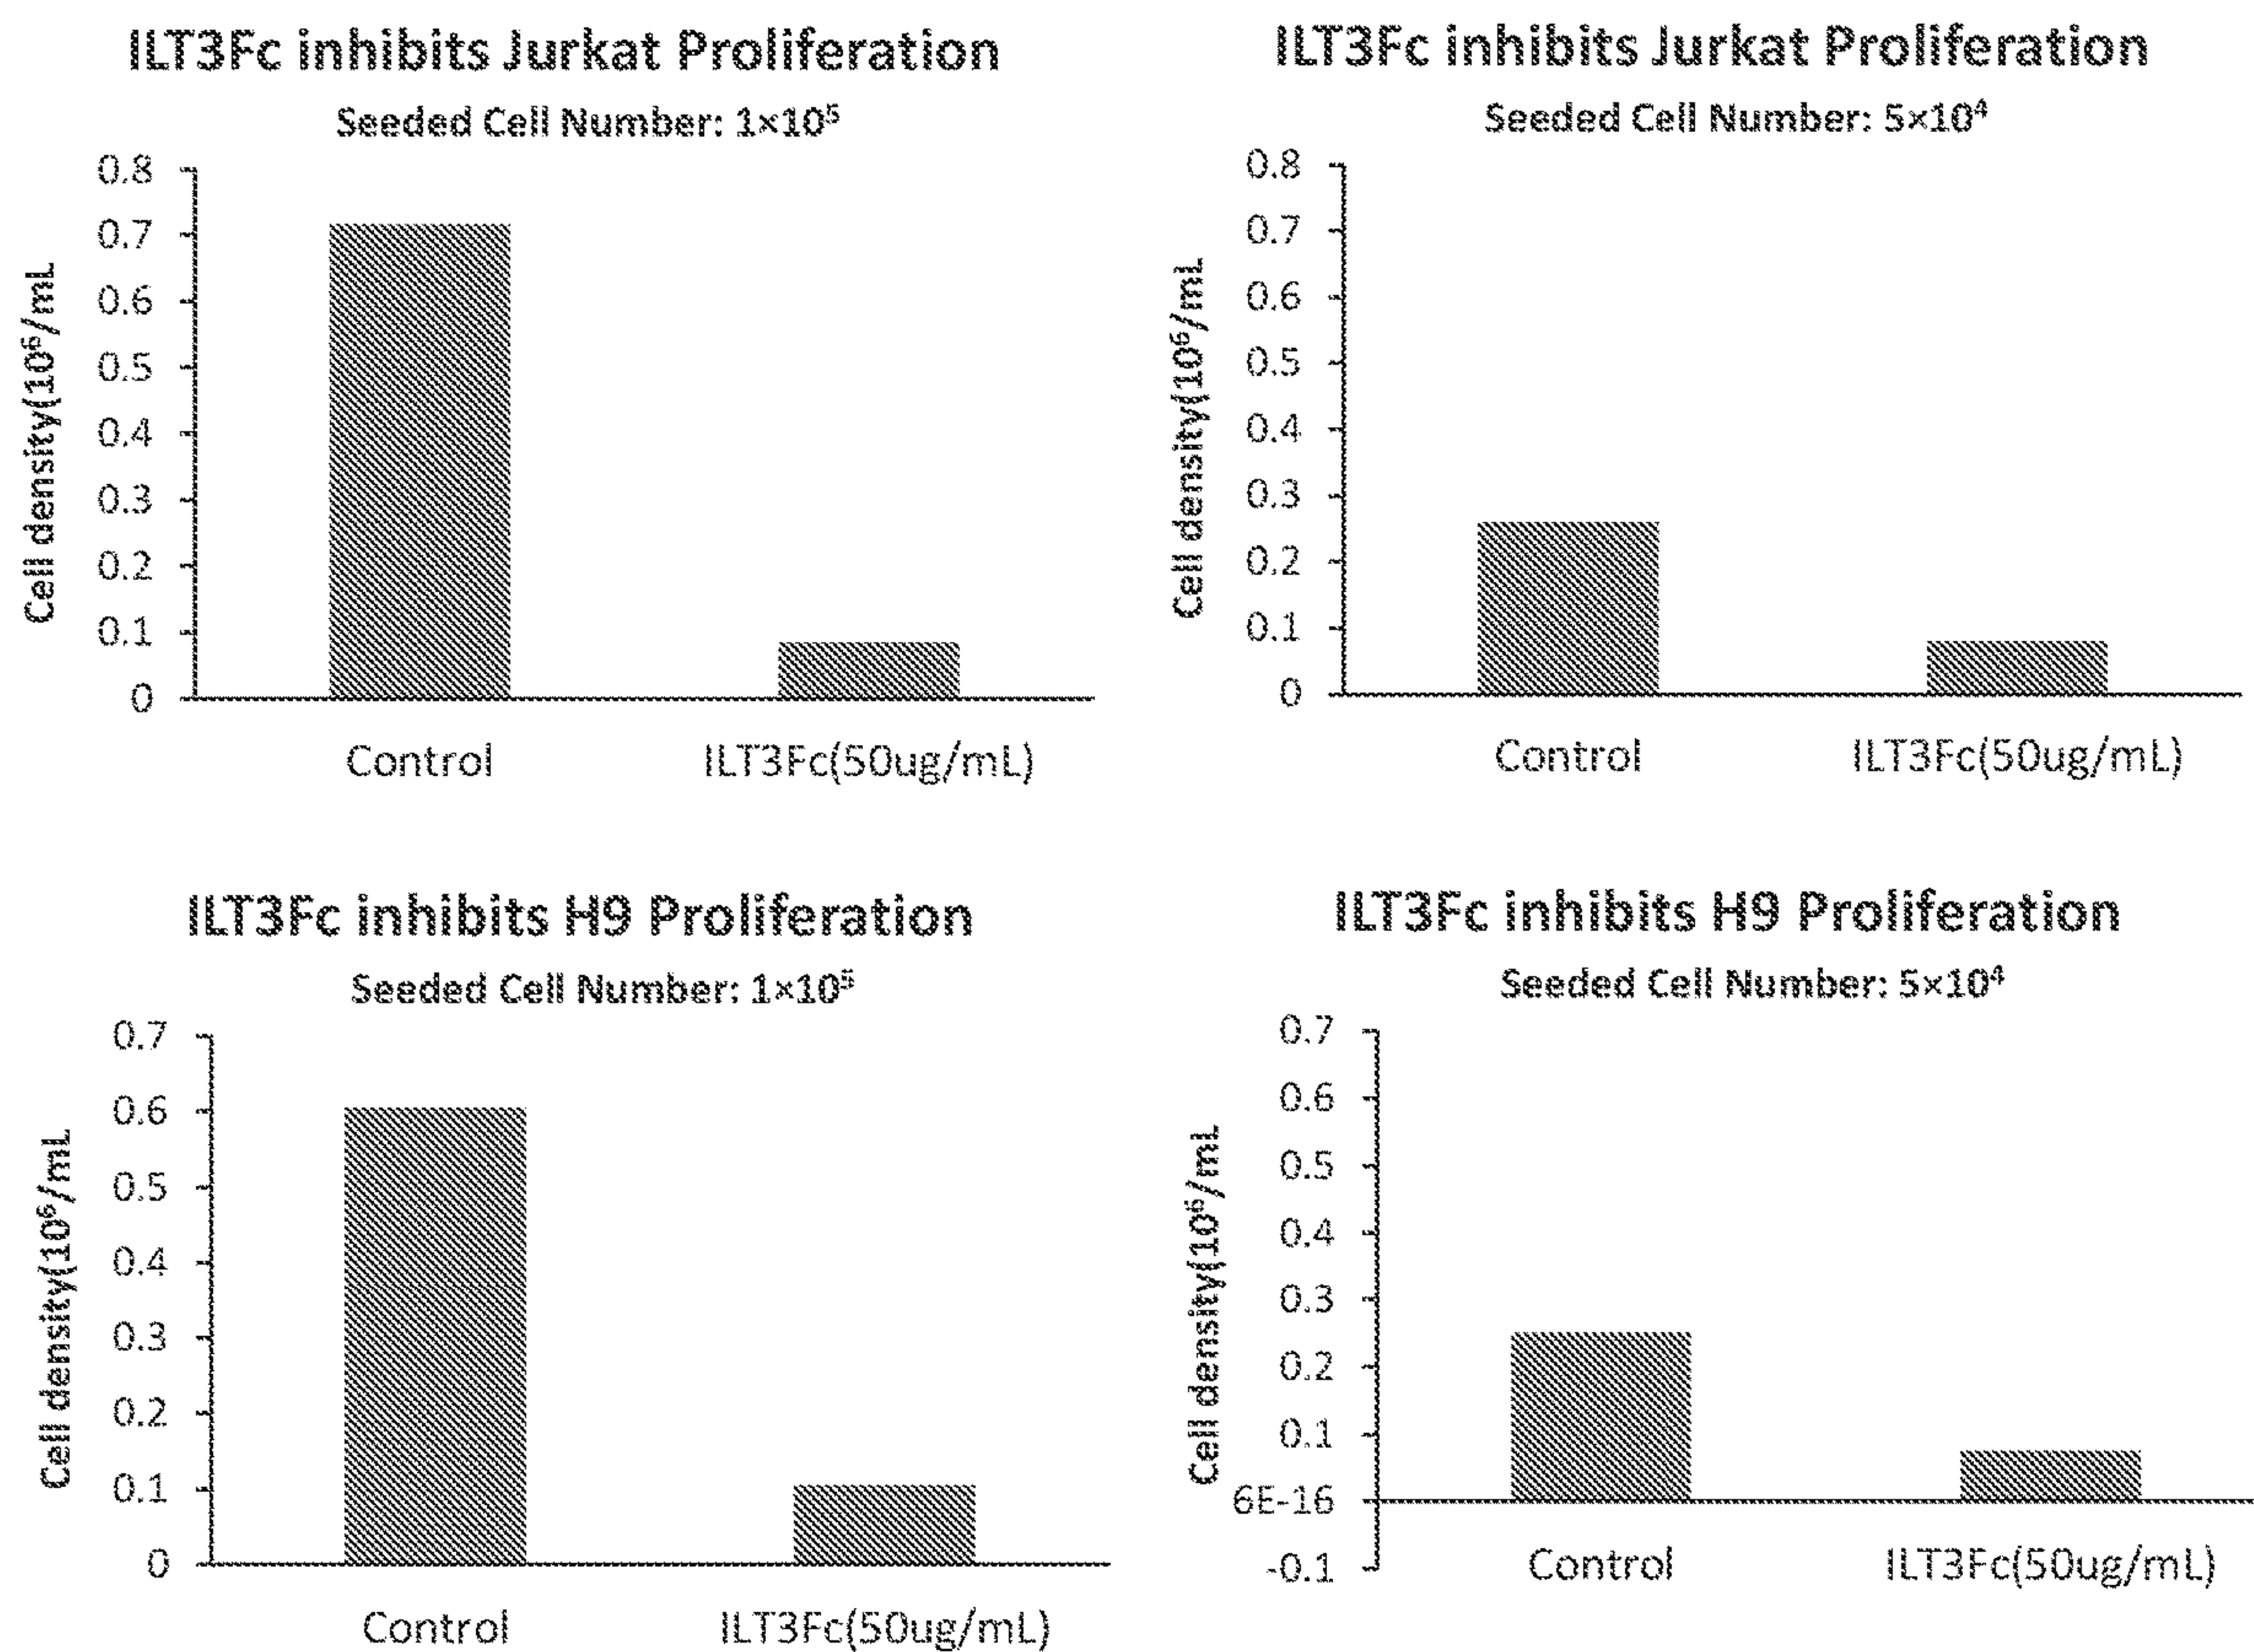 ILT3Fc inhibits Jurkat Proliferation
Seeded Cell Number: 1×10⁵
Cell density(10⁶/mL
0.8
0.7
0.6
0.5
0.4
0.3
0.2
0.1
0
Control
ILT3Fc(50ug/mL)
ILT3Fc inhibits Jurkat Proliferation
Seeded Cell Number: 5×10⁴
Cell density(10⁶/mL
0.8
0.7
0.6
0.5
0.4
0.3
0.2
0.1
0
Control
ILT3Fc(50ug/mL)
ILT3Fc inhibits H9 Proliferation
Seeded Cell Number: 1×10⁵
Cell density(10⁶/mL
0.7
0.6
0.5
0.4
0.3
0.2
0.1
0
Control
ILT3Fc(50ug/mL)
ILT3Fc inhibits H9 Proliferation
Seeded Cell Number: 5×10⁴
Cell density(10⁶/mL
0.7
0.6
0.5
0.4
0.3
0.2
0.1
6E-16
-0.1
Control
ILT3Fc(50ug/mL)